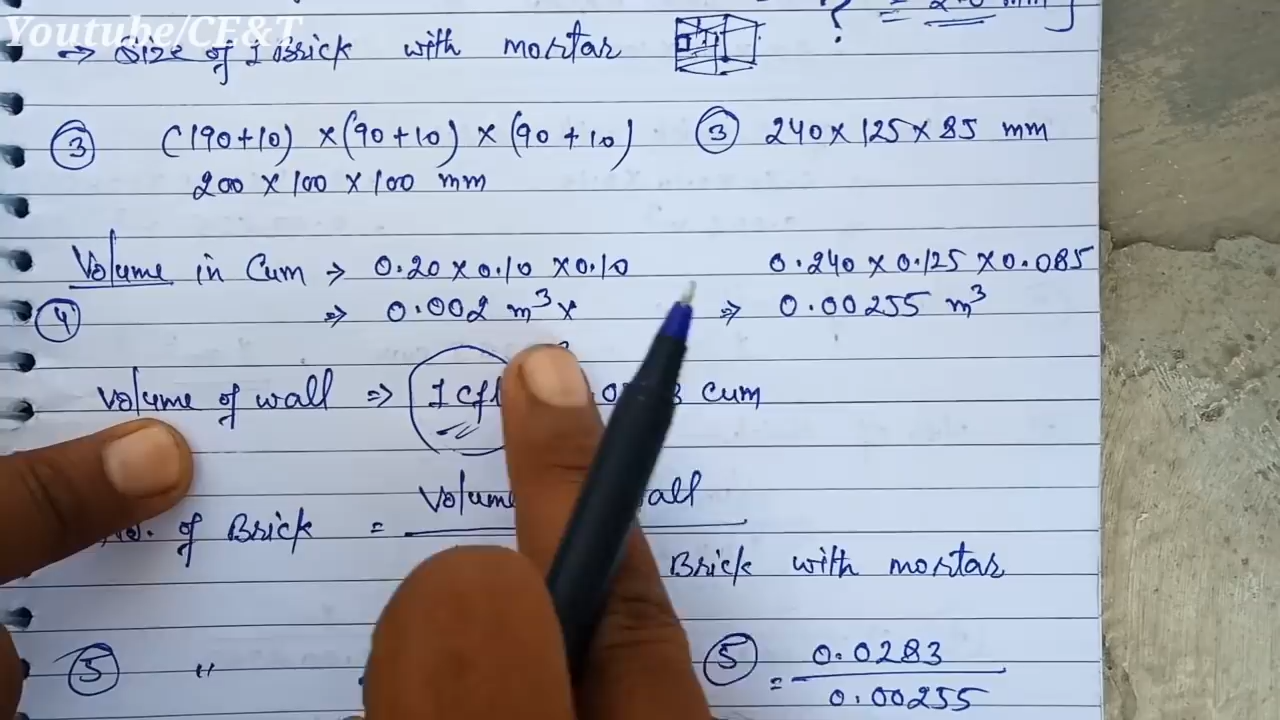 Youtube/CE&T
? = mm ]
→ Size of 1 Brick with mortar
③ (190+10) × (90+10) × (90+10) ③ 240×125×85 mm
200 × 100 × 100 mm
Volume in Cum → 0.20 × 0.10 × 0.10 0.240 × 0.125 × 0.085
④ ⇒ 0.002 m³ × ⇒ 0.00255 m³
Volume of wall ⇒ 1 Cum
No. of Brick = Volume wall
Brick with mortar
⑤ " ⑤ = 0.0283
0.00255